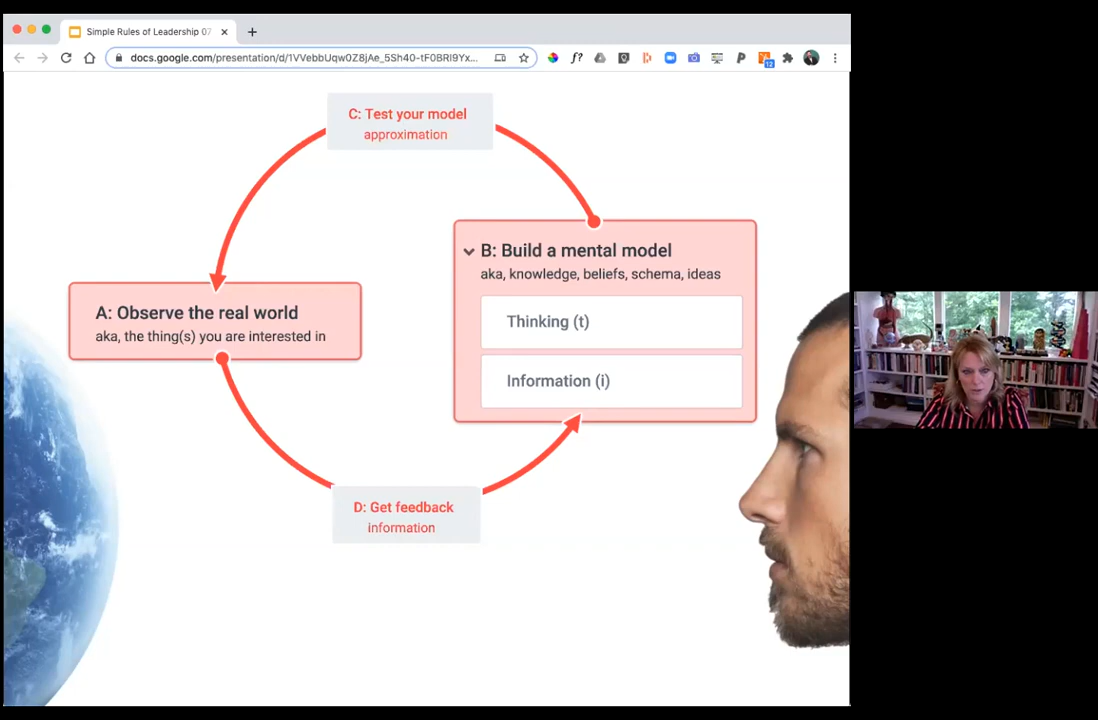 Simple Rules of Leadership 07
docs.google.com/presentation/d/1VVebbUqw0Z8jAe_5Sh40-tF0BRI9Yx...
f?
12
C: Test your model
approximation
B: Build a mental model
aka, knowledge, beliefs, schema, ideas
Thinking (t)
Information (i)
A: Observe the real world
aka, the thing(s) you are interested in
D: Get feedback
information